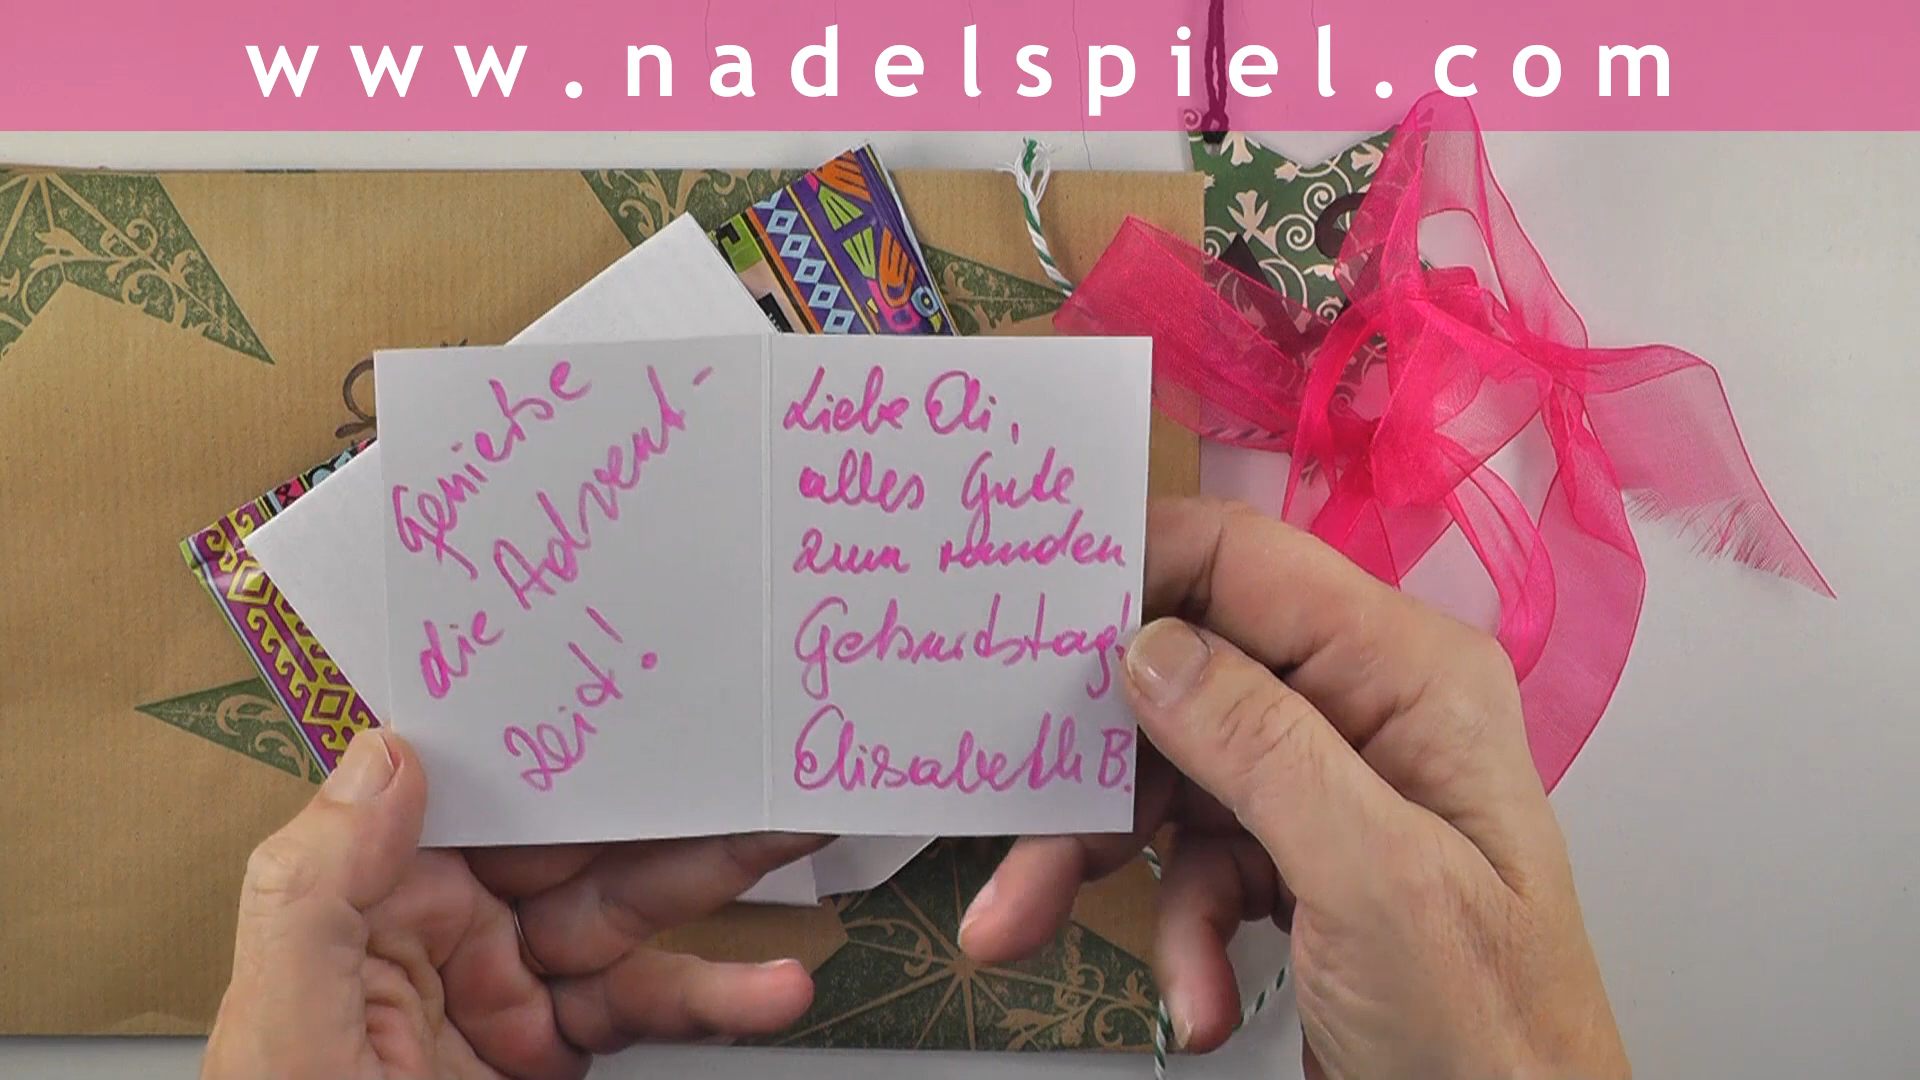 www.nadelspiel.com
Genieße
die Advent-
zeit!
Liebe Eli,
alles Gute
zum runden
Geburtstag!
Elisabeth B.